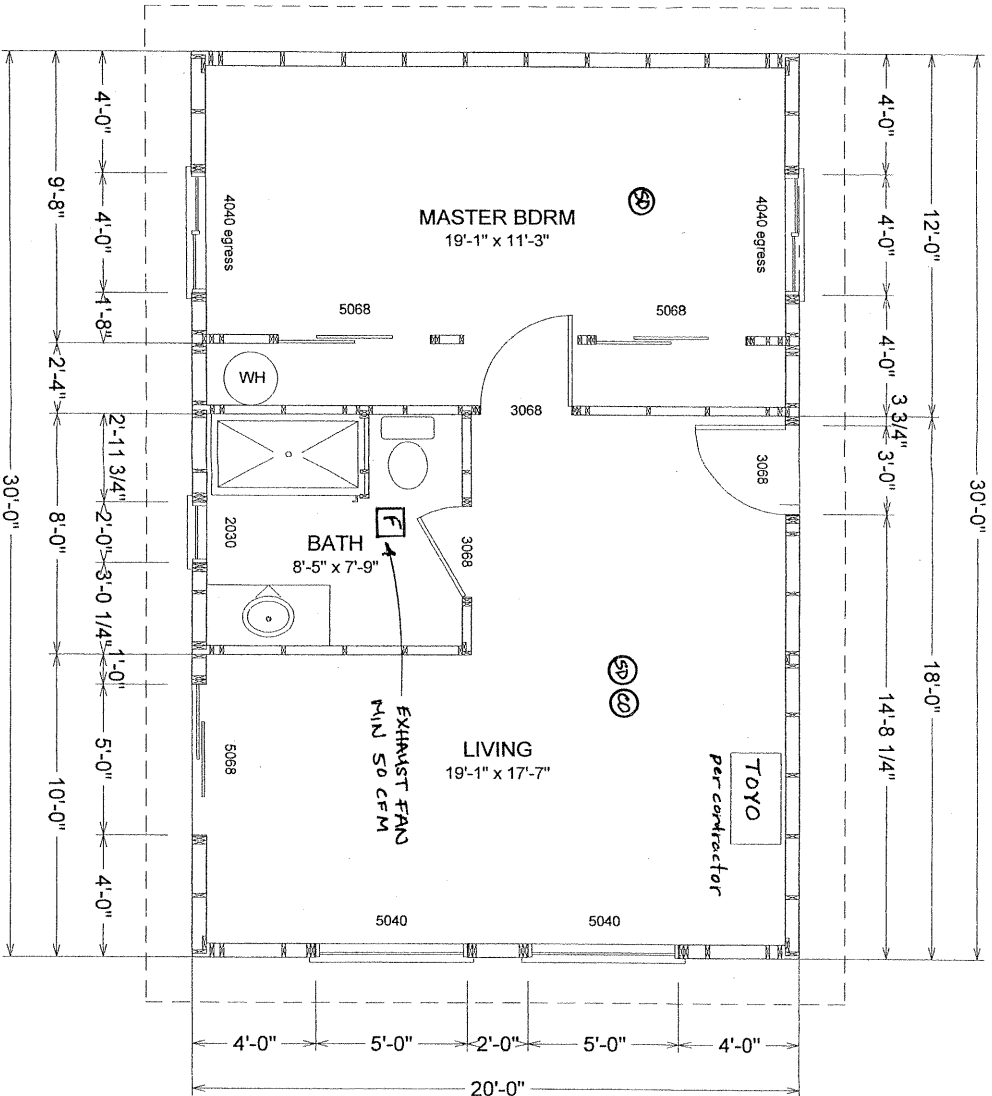 MASTER BDRM
19'-1" x 11'-3"
SD
4040 egress
4040 egress
5068
5068
WH
3068
3068
2030
BATH
8'-5" x 7'-9"
F
3068
EXHAUST FAN
MIN 50 CFM
SD
CO
LIVING
19'-1" x 17'-7"
TOYO
per contractor
5068
5040
5040
4'-0"
4'-0"
1'-8"
2'-11 3/4"
2'-0"
3'-0 1/4"
1'-0"
5'-0"
4'-0"
9'-8"
2'-4"
8'-0"
10'-0"
30'-0"
4'-0"
4'-0"
4'-0"
3 3/4"
3'-0"
14'-8 1/4"
12'-0"
18'-0"
30'-0"
4'-0"
5'-0"
2'-0"
5'-0"
4'-0"
20'-0"